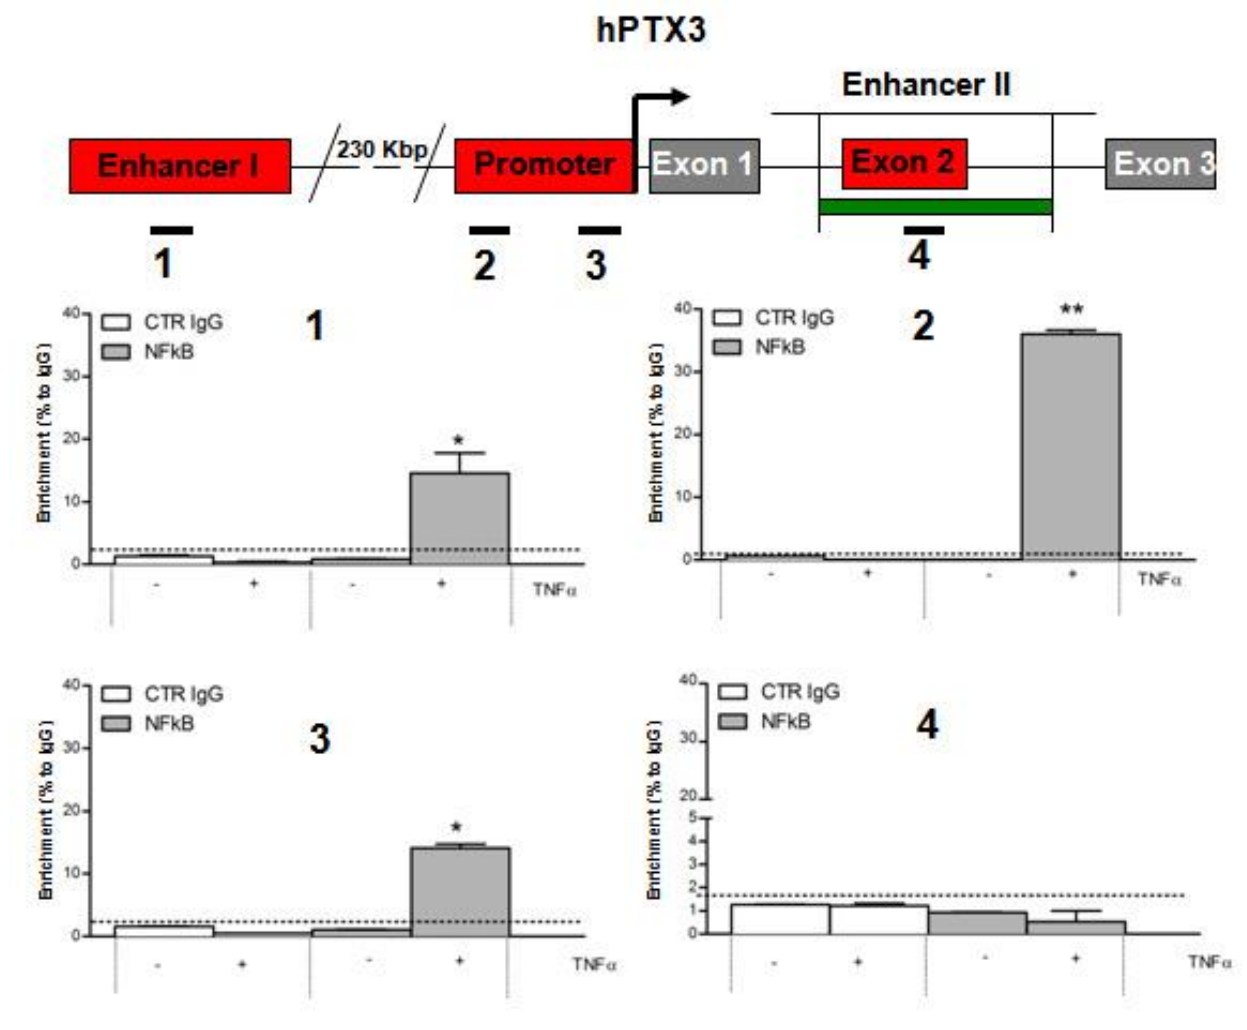 hPTX3
Enhancer II
Enhancer I
230 Kbp
Promoter
Exon 1
Exon 2
Exon 3
1
2
3
4
1
CTR IgG
NFkB
Enrichment (% to IgG)
40
30
20
10
0
- + - + TNFα
*
2
CTR IgG
NFkB
Enrichment (% to IgG)
40
30
20
10
0
- + - + TNFα
**
3
CTR IgG
NFkB
Enrichment (% to IgG)
40
30
20
10
0
- + - + TNFα
*
4
CTR IgG
NFkB
Enrichment (% to IgG)
40
30
20
5
4
3
2
1
0
- + - + TNFα